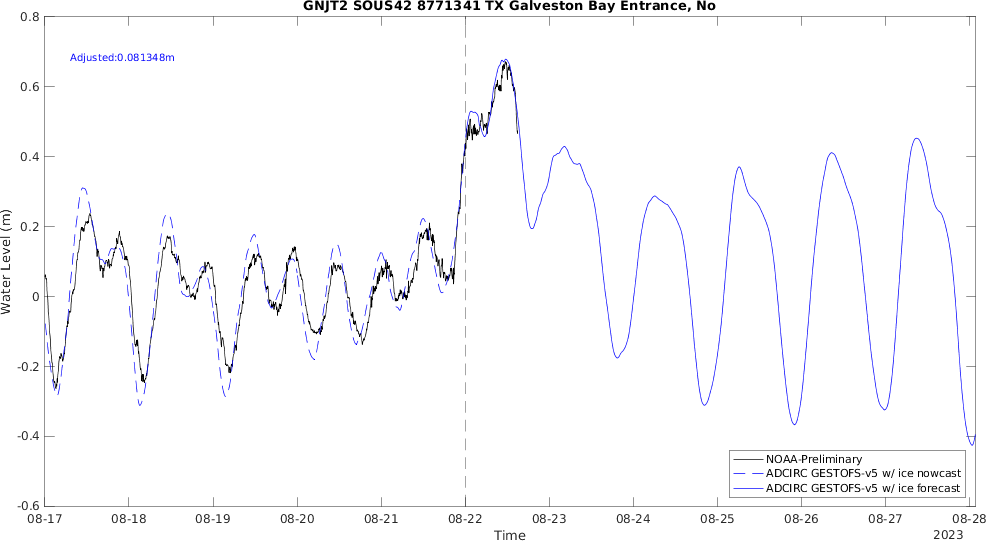 GNJT2 SOUS42 8771341 TX Galveston Bay Entrance, No
Adjusted:0.081348m
Water Level (m)
0.8
0.6
0.4
0.2
0
-0.2
-0.4
-0.6
NOAA-Preliminary
ADCIRC GESTOFS-v5 w/ ice nowcast
ADCIRC GESTOFS-v5 w/ ice forecast
08-17 08-18 08-19 08-20 08-21 08-22 08-23 08-24 08-25 08-26 08-27 08-28
Time
2023